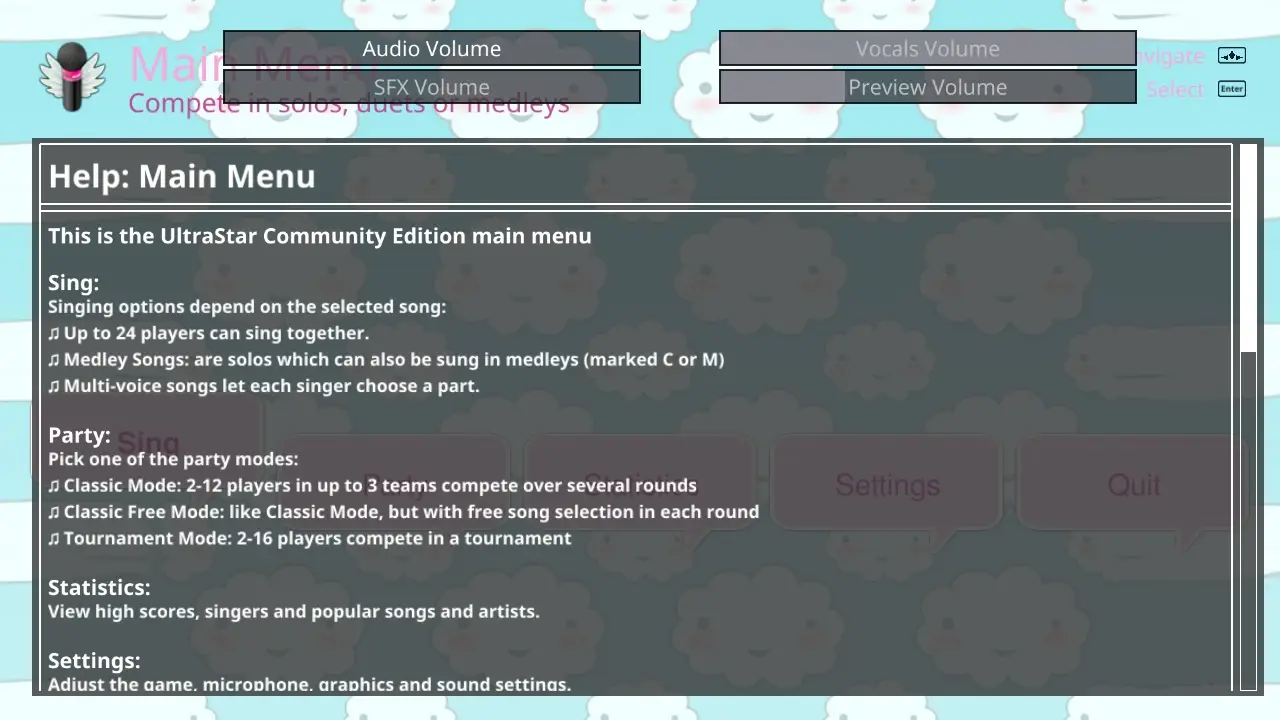 Main Menu
Compete in solos, duets or medleys
Audio Volume
Vocals Volume
SFX Volume
Preview Volume
Navigate
Select
Enter
Help: Main Menu
This is the UltraStar Community Edition main menu
Sing:
Singing options depend on the selected song:
♫ Up to 24 players can sing together.
♫ Medley Songs: are solos which can also be sung in medleys (marked C or M)
♫ Multi-voice songs let each singer choose a part.
Party:
Pick one of the party modes:
♫ Classic Mode: 2-12 players in up to 3 teams compete over several rounds
♫ Classic Free Mode: like Classic Mode, but with free song selection in each round
♫ Tournament Mode: 2-16 players compete in a tournament
Statistics:
View high scores, singers and popular songs and artists.
Settings:
Adjust the game, microphone, graphics and sound settings.
Sing
Party
Statistics
Settings
Quit